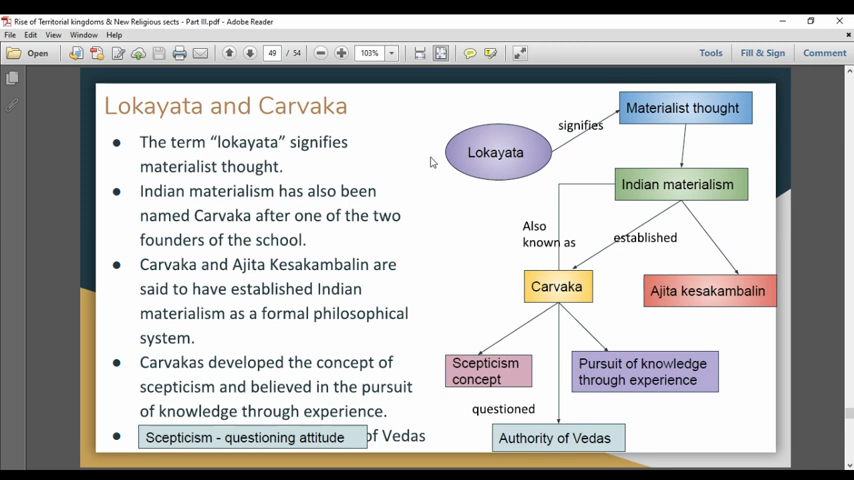 Rise of Territorial kingdoms & New Religious sects - Part III.pdf - Adobe Reader
File Edit View Window Help
Open
49 / 54
103%
Tools
Fill & Sign
Comment
Lokayata and Carvaka
● The term “lokayata” signifies
materialist thought.
● Indian materialism has also been
named Carvaka after one of the two
founders of the school.
● Carvaka and Ajita Kesakambalin are
said to have established Indian
materialism as a formal philosophical
system.
● Carvakas developed the concept of
scepticism and believed in the pursuit
of knowledge through experience.
● of Vedas
Scepticism - questioning attitude
Materialist thought
signifies
Lokayata
Indian materialism
Also
known as
established
Carvaka
Ajita kesakambalin
Scepticism
concept
Pursuit of knowledge
through experience
questioned
Authority of Vedas